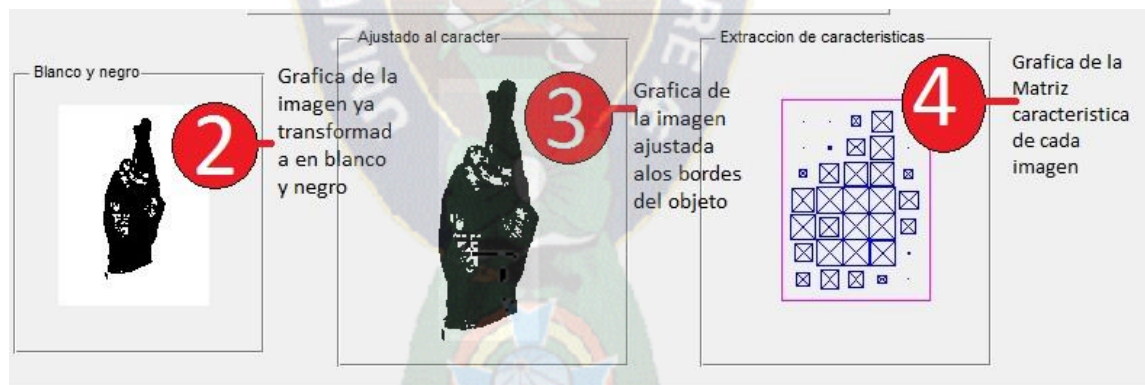 Blanco y negro
2
Grafica de la
imagen ya
transformad
a en blanco
y negro
Ajustado al caracter
3
Grafica de
la imagen
ajustada
alos bordes
del objeto
Extraccion de caracteristicas
4
Grafica de la
Matriz
caracteristica
de cada
imagen